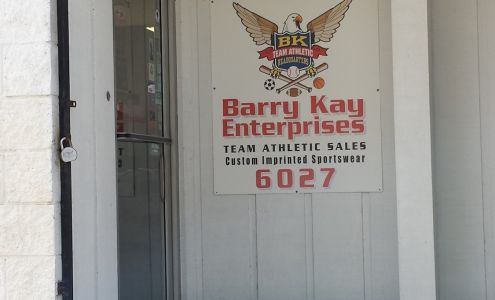 BK
TEAM ATHLETIC
HEADQUARTERS
Barry Kay
Enterprises
TEAM ATHLETIC SALES
Custom Imprinted Sportswear
6027